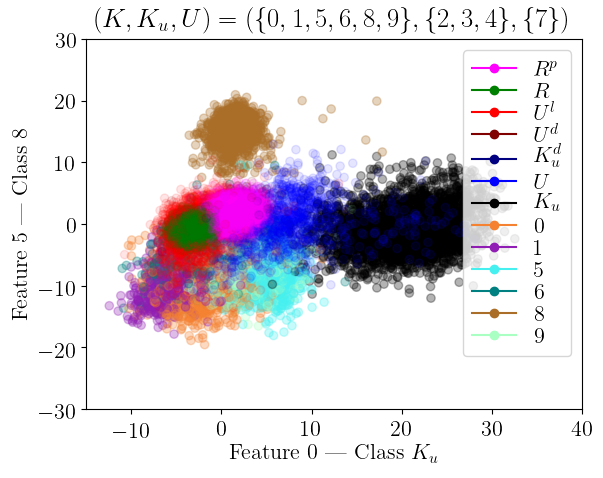 (K, K_u, U) = ({0, 1, 5, 6, 8, 9}, {2, 3, 4}, {7})
30
20
10
0
−10
−20
−30
Feature 5 — Class 8
R^p
R
U^l
U^d
K_u^d
U
K_u
0
1
5
6
8
9
−10 0 10 20 30 40
Feature 0 — Class K_u